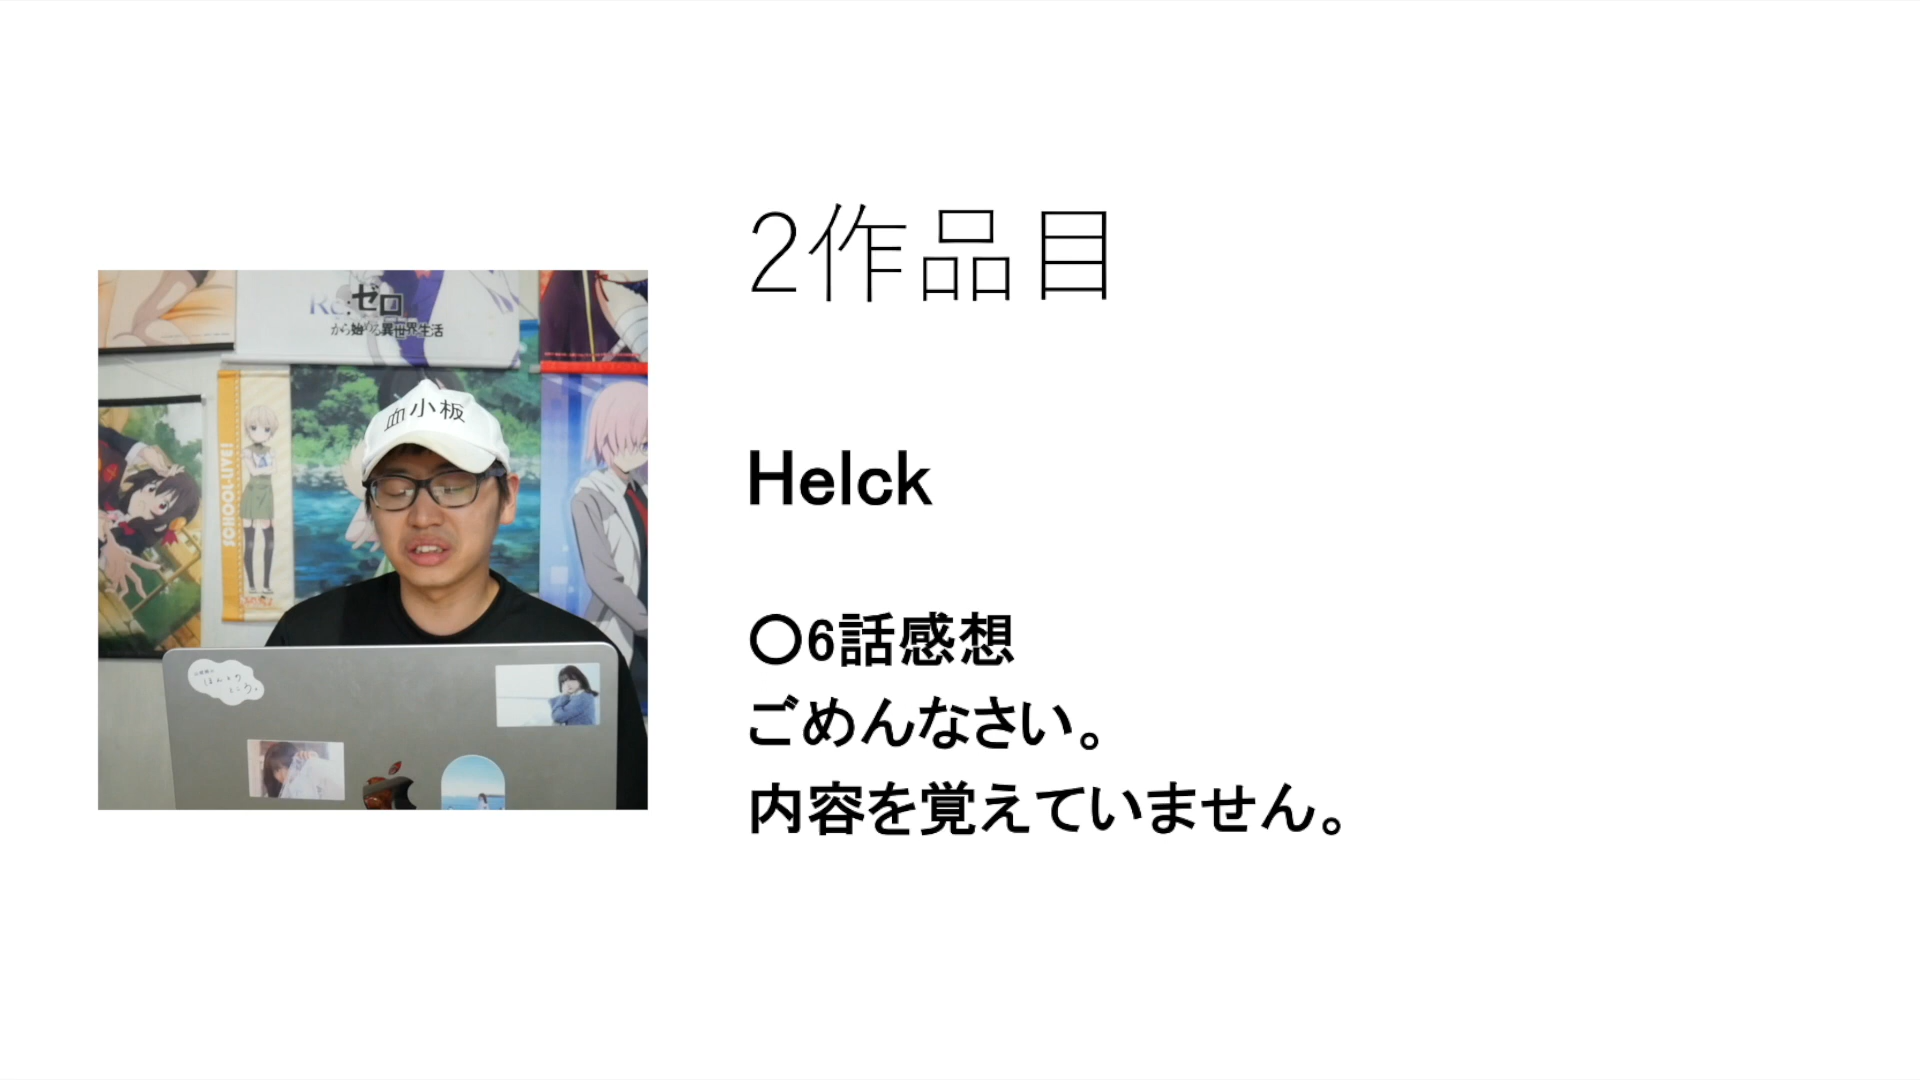 2作品目
Helck
〇6話感想
ごめんなさい。
内容を覚えていません。
Re:ゼロ
から始める異世界生活
血小板
SCHOOL-LIVE!